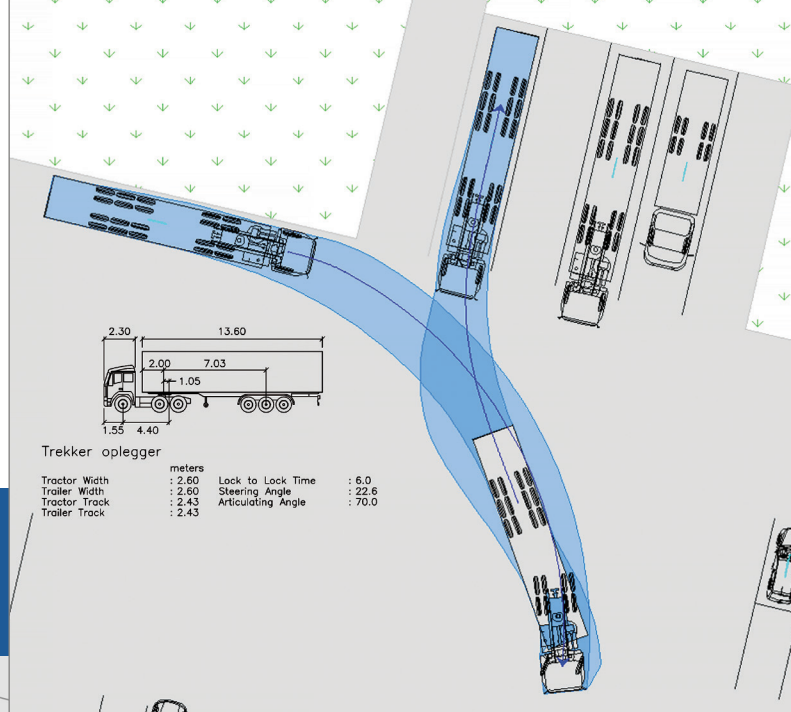 2.30 13.60
2.00 7.03
1.05
1.55 4.40
Trekker oplegger
meters
Tractor Width : 2.60 Lock to Lock Time : 6.0
Trailer Width : 2.60 Steering Angle : 22.6
Tractor Track : 2.43 Articulating Angle : 70.0
Trailer Track : 2.43